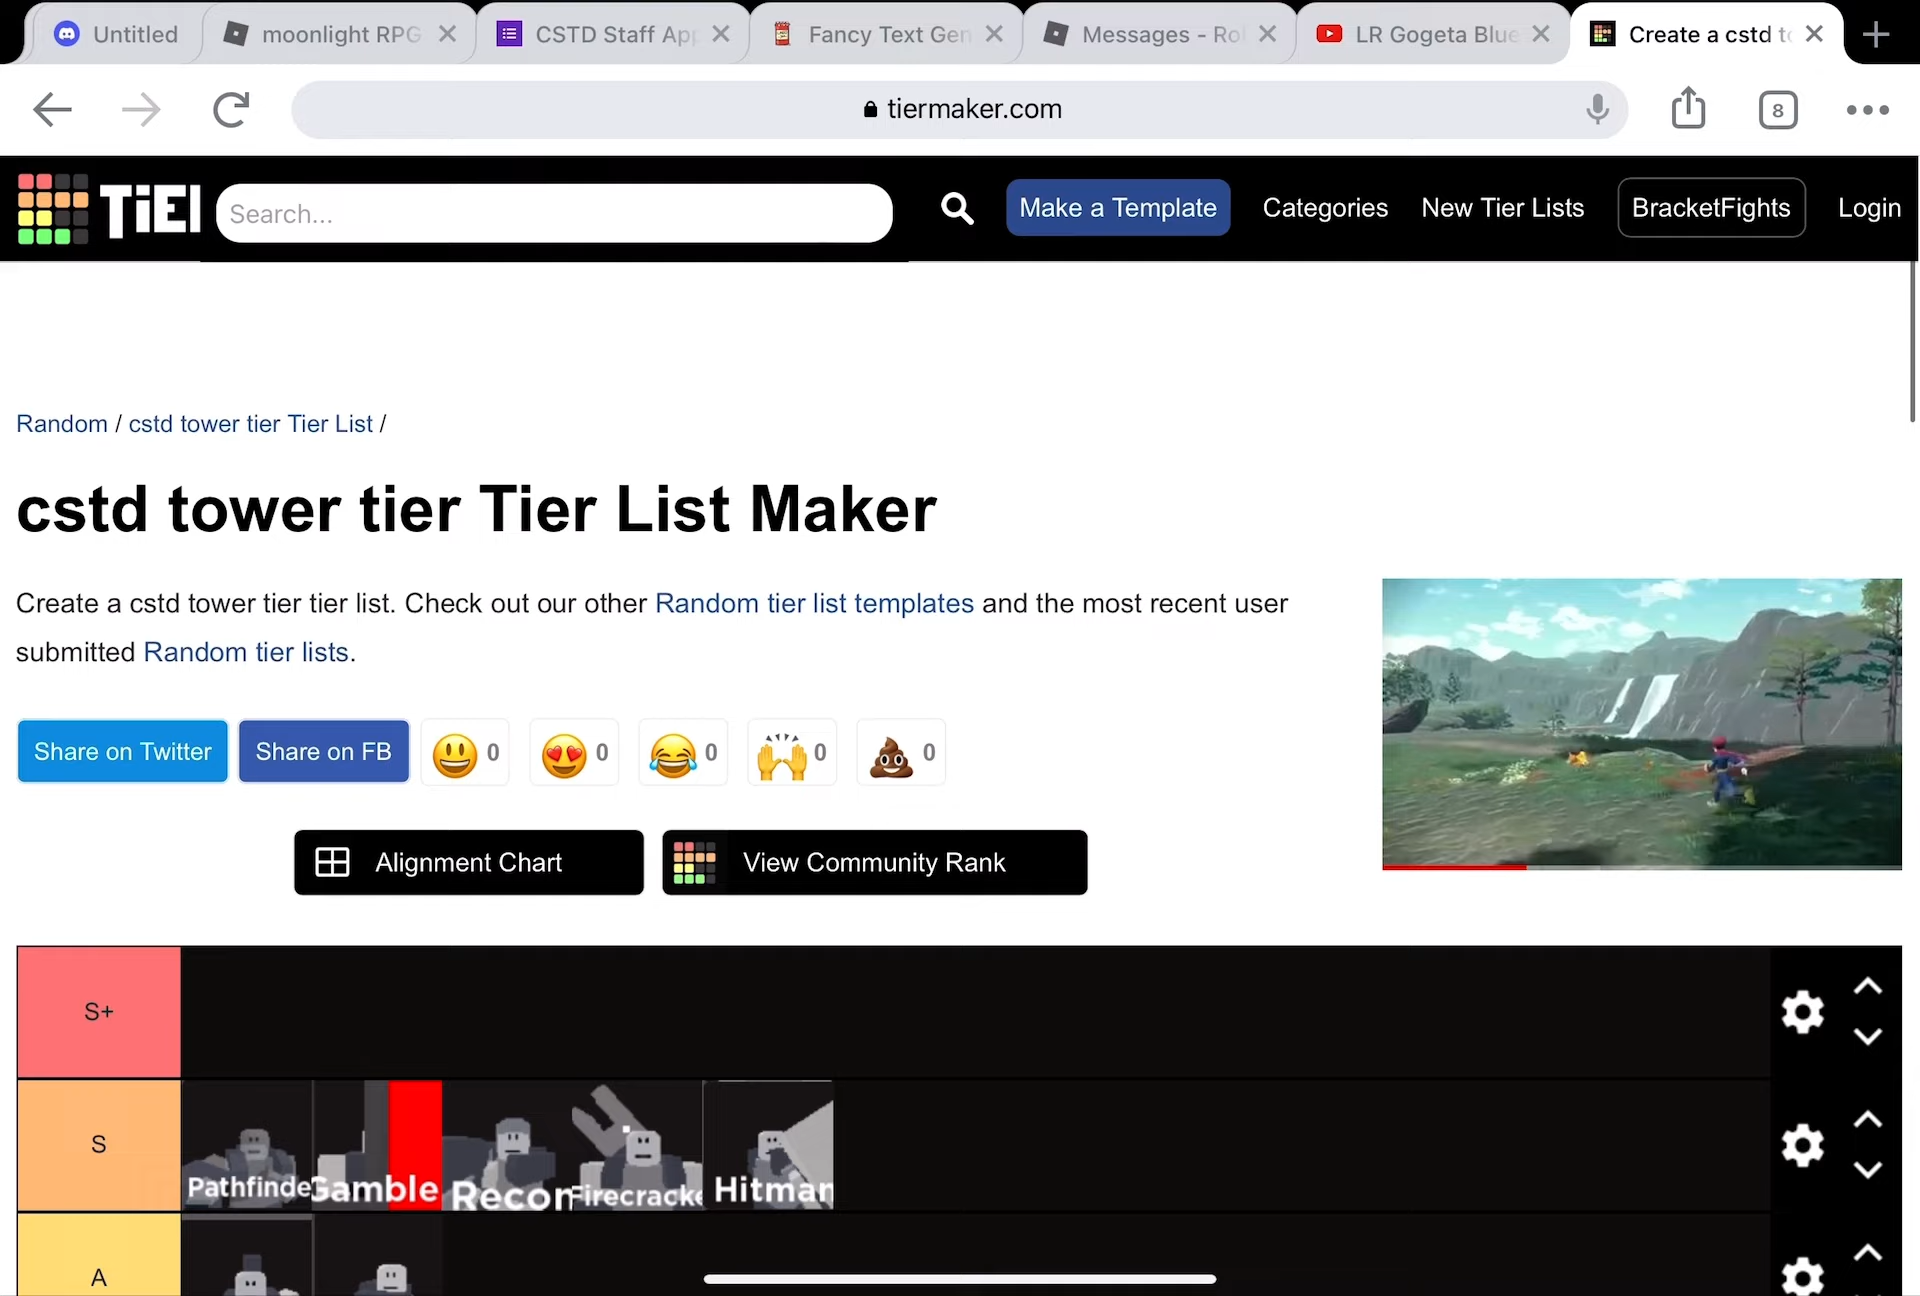 Untitled
moonlight RPG
CSTD Staff Ap
Fancy Text Gen
Messages - Ro
LR Gogeta Blue
Create a cstd t
tiermaker.com
8
TiEl
Search...
Make a Template
Categories
New Tier Lists
BracketFights
Login
Random / cstd tower tier Tier List /
cstd tower tier Tier List Maker
Create a cstd tower tier tier list. Check out our other Random tier list templates and the most recent user
submitted Random tier lists.
Share on Twitter
Share on FB
0
0
0
0
0
Alignment Chart
View Community Rank
S+
S
Pathfinde
Gamble
Recon
Firecracke
Hitman
A